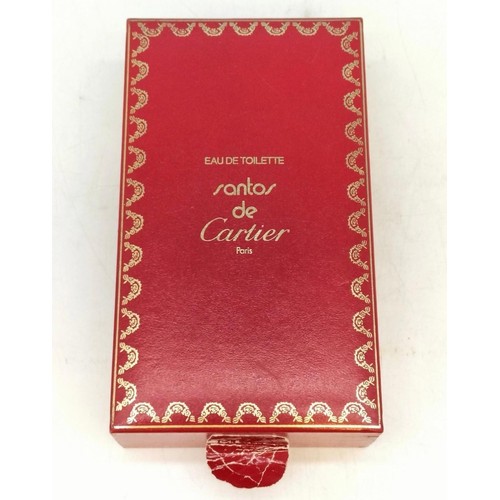 EAU DE TOILETTE
santos
de
Cartier
Paris